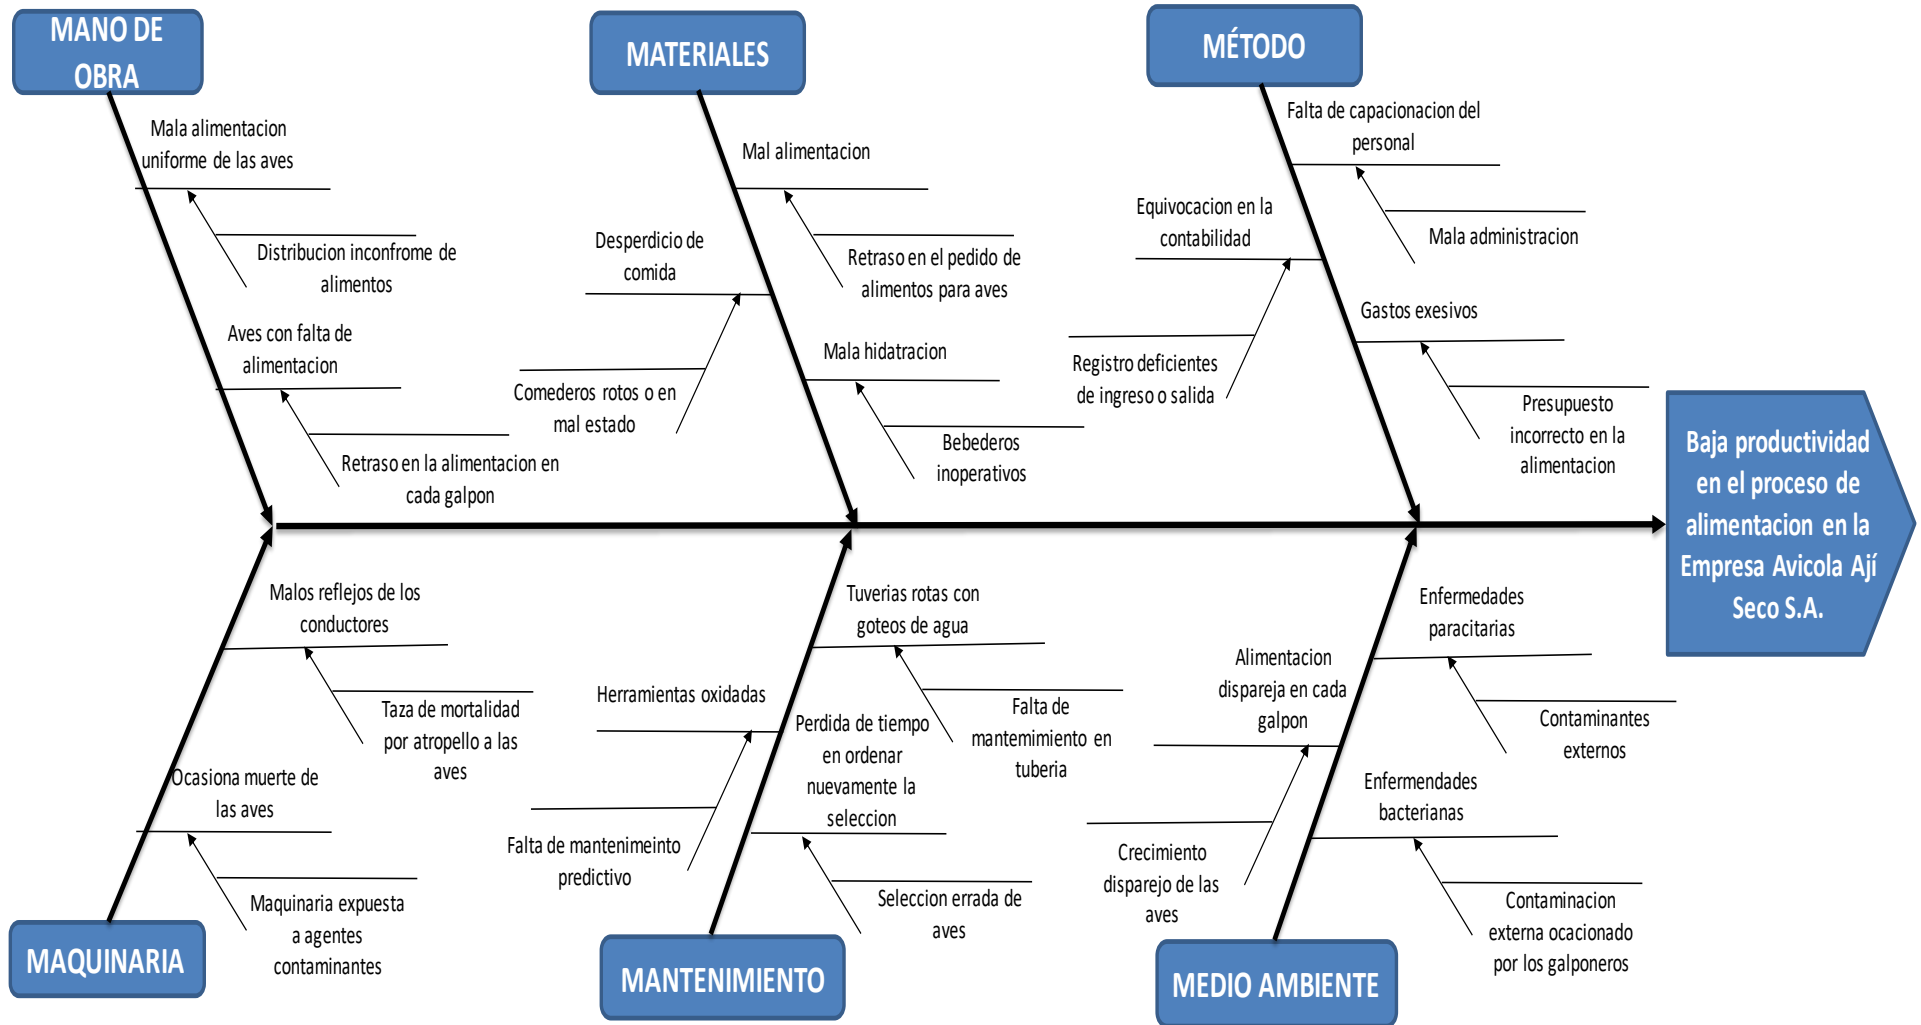 MANO DE
OBRA
MATERIALES
MÉTODO
Mala alimentacion
uniforme de las aves
Distribucion inconfrome de
alimentos
Aves con falta de
alimentacion
Retraso en la alimentacion en
cada galpon
Mal alimentacion
Retraso en el pedido de
alimentos para aves
Desperdicio de
comida
Comederos rotos o en
mal estado
Mala hidatracion
Bebederos
inoperativos
Falta de capacionacion del
personal
Mala administracion
Equivocacion en la
contabilidad
Registro deficientes
de ingreso o salida
Gastos exesivos
Presupuesto
incorrecto en la
alimentacion
Baja productividad
en el proceso de
alimentacion en la
Empresa Avicola Ají
Seco S.A.
Malos reflejos de los
conductores
Taza de mortalidad
por atropello a las
aves
Ocasiona muerte de
las aves
Maquinaria expuesta
a agentes
contaminantes
Tuverias rotas con
goteos de agua
Falta de
mantemimiento en
tuberia
Herramientas oxidadas
Falta de mantenimeinto
predictivo
Perdida de tiempo
en ordenar
nuevamente la
seleccion
Seleccion errada de
aves
Enfermedades
paracitarias
Contaminantes
externos
Alimentacion
dispareja en cada
galpon
Crecimiento
disparejo de las
aves
Enfermendades
bacterianas
Contaminacion
externa ocacionado
por los galponeros
MAQUINARIA
MANTENIMIENTO
MEDIO AMBIENTE